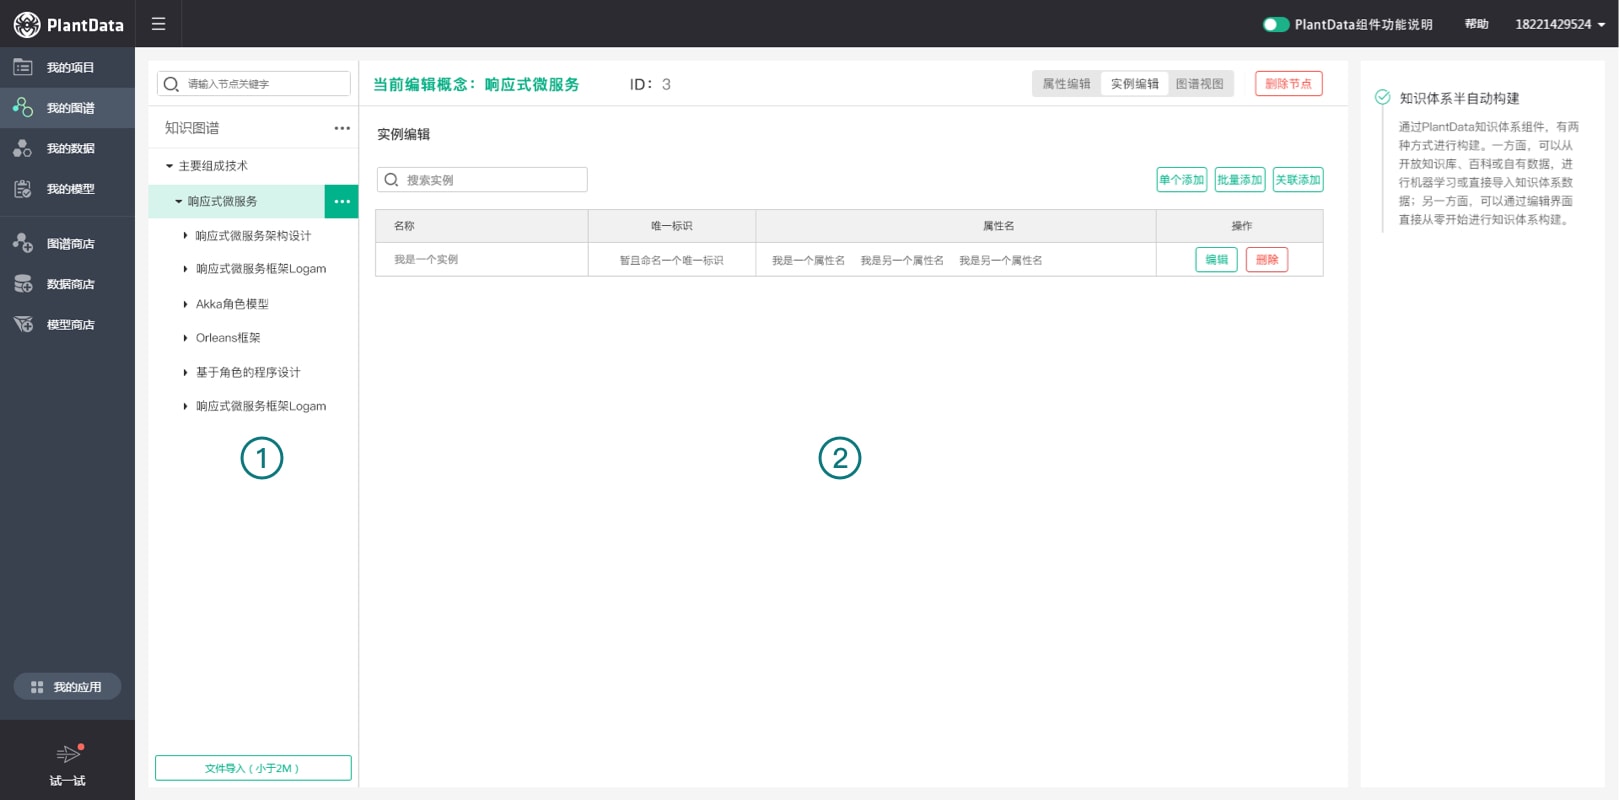 PlantData
PlantData组件功能说明
帮助
18221429524
我的项目
我的图谱
我的数据
我的模型
图谱商店
数据商店
模型商店
我的应用
试一试
请输入节点关键字
知识图谱
主要组成技术
响应式微服务
响应式微服务架构设计
响应式微服务框架Logam
Akka角色模型
Orleans框架
基于角色的程序设计
响应式微服务框架Logam
①
文件导入（小于2M）
当前编辑概念：响应式微服务
ID：3
属性编辑 实例编辑 图谱视图
删除节点
实例编辑
搜索实例
单个添加 批量添加 关联添加
名称 唯一标识 属性名 操作
我是一个实例 暂且命名一个唯一标识 我是一个属性名 我是另一个属性名 我是另一个属性名 编辑 删除
②
知识体系半自动构建
通过PlantData知识体系组件，有两
种方式进行构建。一方面，可以从
开放知识库、百科或自有数据，进
行机器学习或直接导入知识体系数
据；另一方面，可以通过编辑界面
直接从零开始进行知识体系构建。